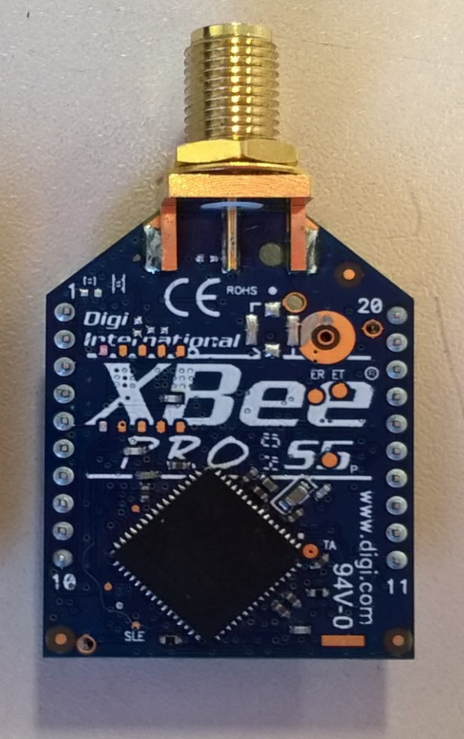 1
CE
ROHS
20
Digi
International
XBee®
ER ET
PRO S5P
www.digi.com
TA
94V-0
10
11
SLE